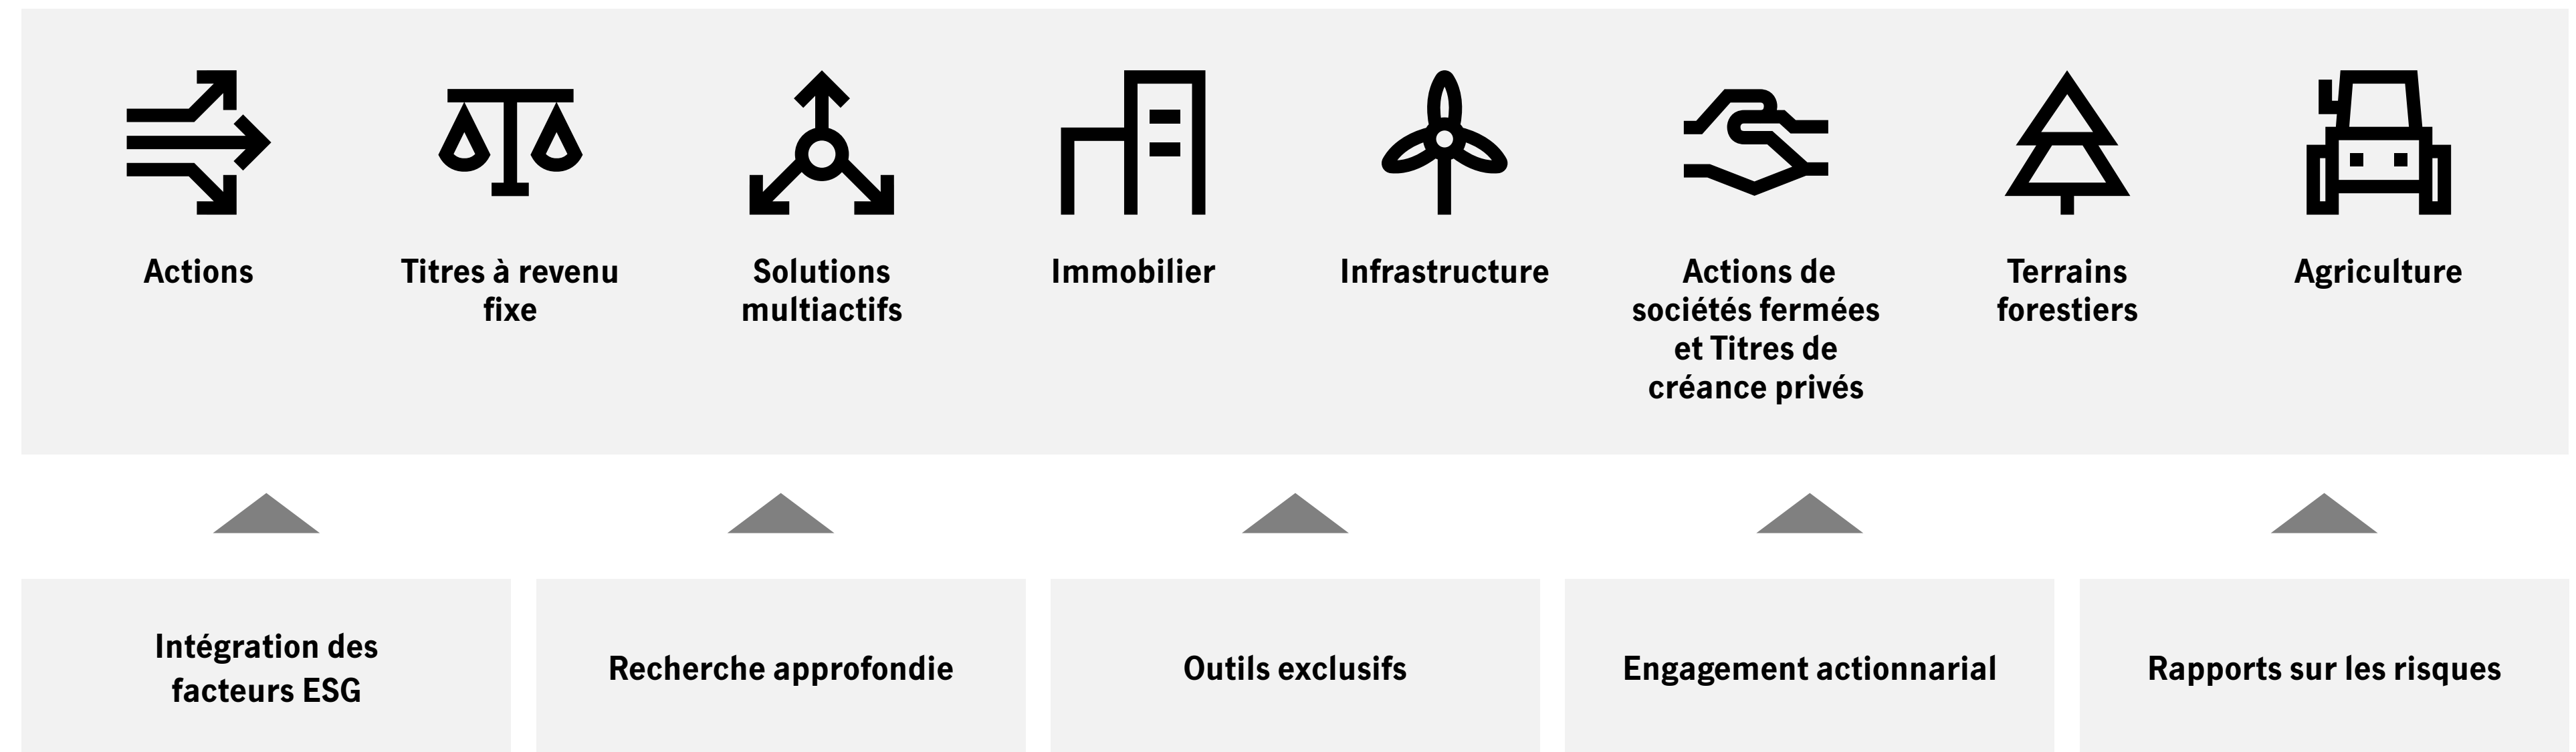 Actions
Titres à revenu
fixe
Solutions
multiactifs
Immobilier
Infrastructure
Actions de
sociétés fermées
et Titres de
créance privés
Terrains
forestiers
Agriculture
Intégration des
facteurs ESG
Recherche approfondie
Outils exclusifs
Engagement actionnarial
Rapports sur les risques